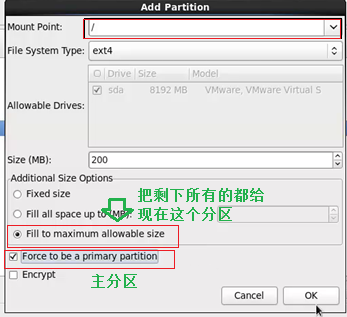 Add Partition
Mount Point: /
File System Type: ext4
Drive Size Model
sda 8192 MB VMware, VMware Virtual S
Allowable Drives:
Size (MB): 200
Additional Size Options
Fixed size
把剩下所有的都给
Fill all space up to (MB):
现在这个分区
Fill to maximum allowable size
Force to be a primary partition
Encrypt
主分区
Cancel OK